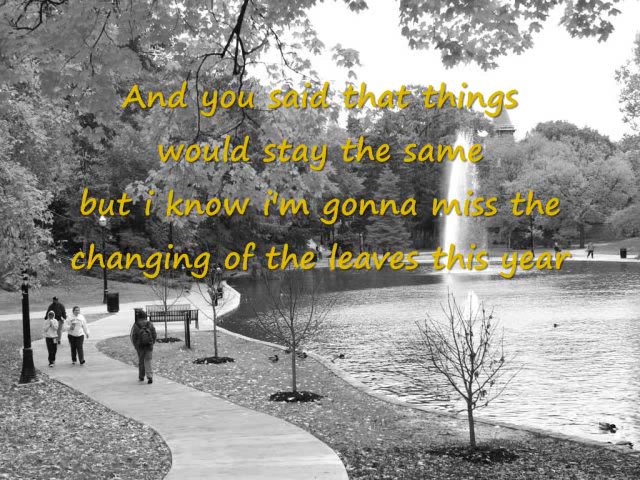 And you said that things
would stay the same
but i know i'm gonna miss the
changing of the leaves this year